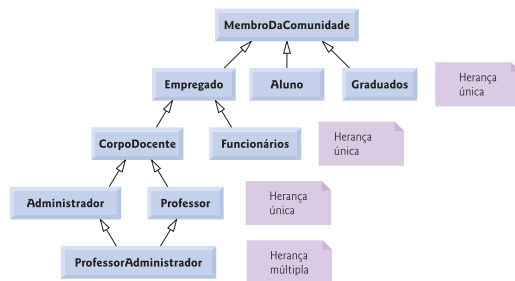 MembroDaComunidade
Empregado
Aluno
Graduados
Herança
única
CorpoDocente
Funcionários
Herança
única
Administrador
Professor
Herança
única
ProfessorAdministrador
Herança
múltipla